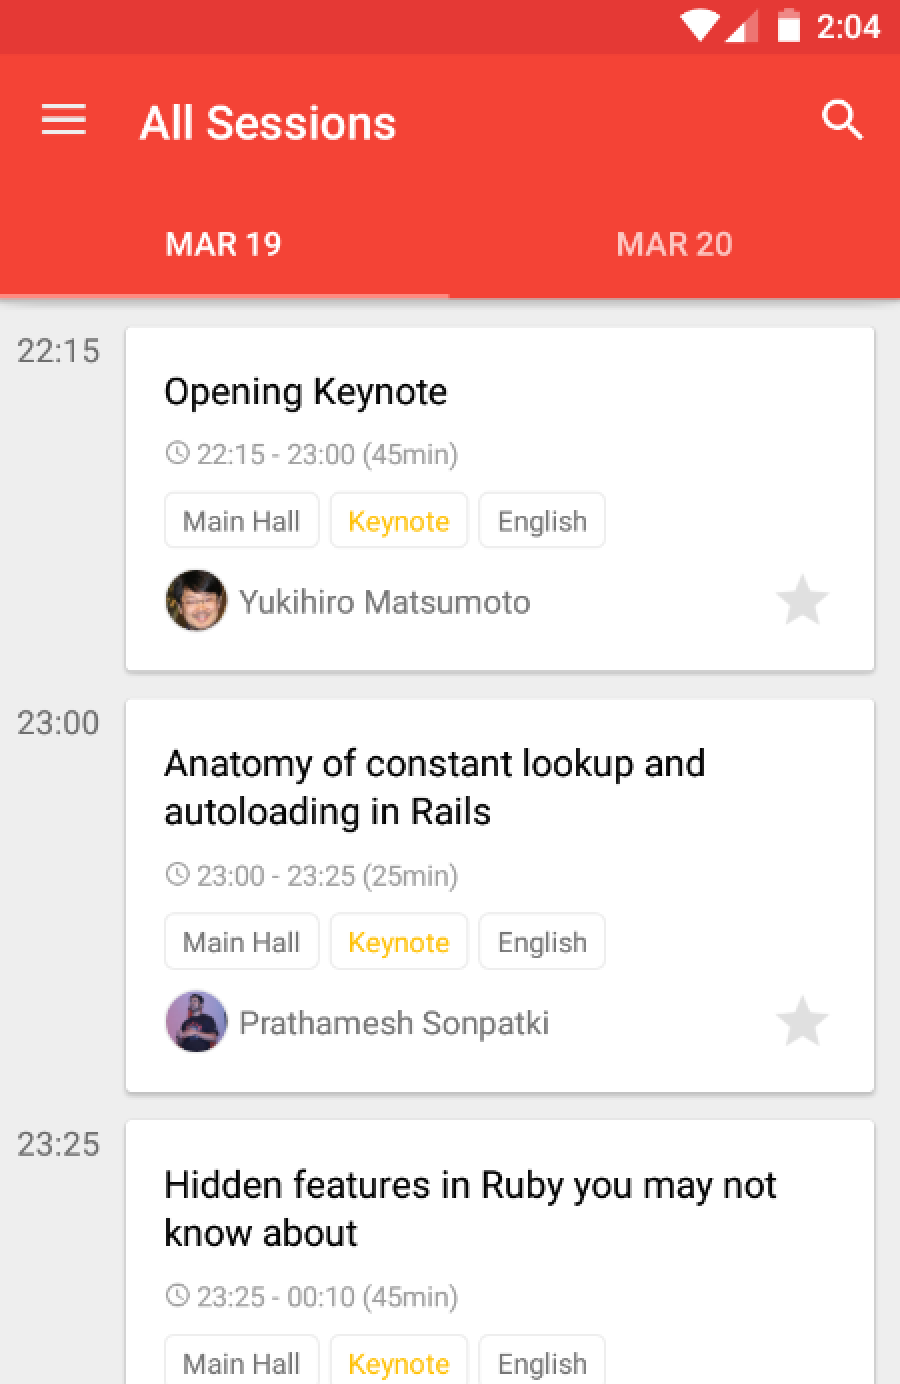 2:04
All Sessions
MAR 19 MAR 20
22:15
Opening Keynote
22:15 - 23:00 (45min)
Main Hall Keynote English
Yukihiro Matsumoto
23:00
Anatomy of constant lookup and
autoloading in Rails
23:00 - 23:25 (25min)
Main Hall Keynote English
Prathamesh Sonpatki
23:25
Hidden features in Ruby you may not
know about
23:25 - 00:10 (45min)
Main Hall Keynote English